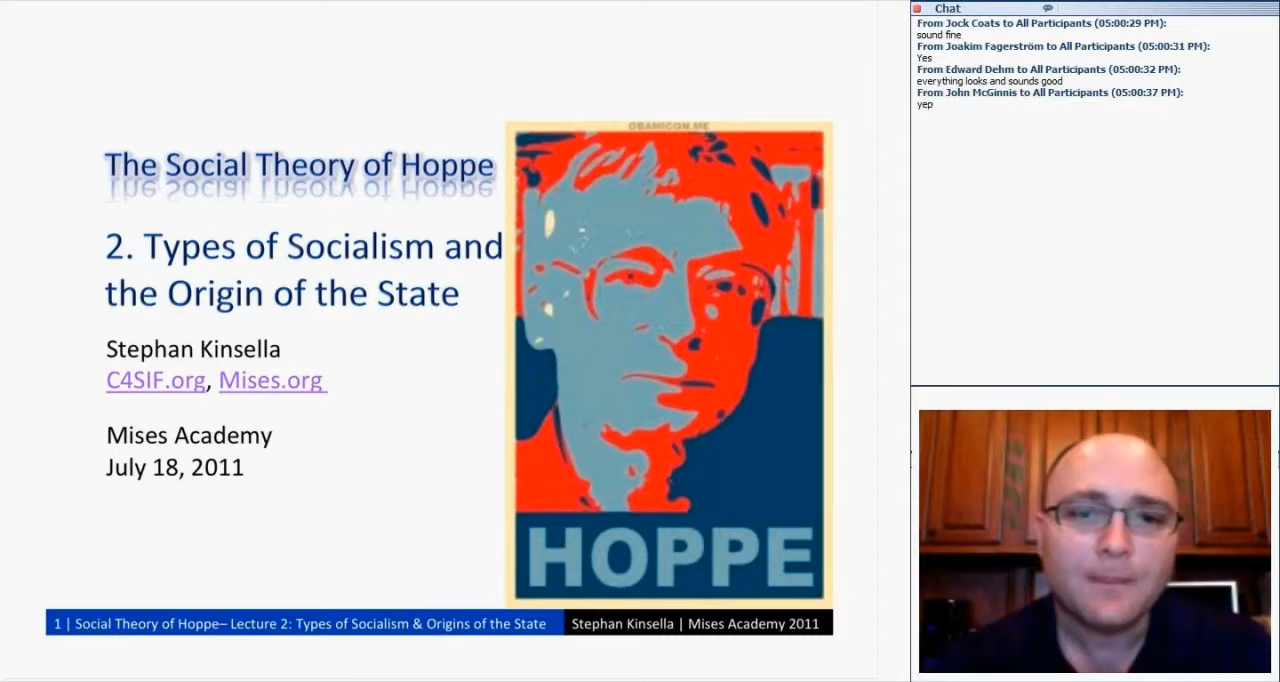 The Social Theory of Hoppe
2. Types of Socialism and
the Origin of the State
Stephan Kinsella
C4SIF.org, Mises.org
Mises Academy
July 18, 2011
OBAMICON.ME
HOPPE
1 | Social Theory of Hoppe– Lecture 2: Types of Socialism & Origins of the State
Stephan Kinsella | Mises Academy 2011
Chat
From Jock Coats to All Participants (05:00:29 PM):
sound fine
From Joakim Fagerström to All Participants (05:00:31 PM):
Yes
From Edward Dehm to All Participants (05:00:32 PM):
everything looks and sounds good
From John McGinnis to All Participants (05:00:37 PM):
yep